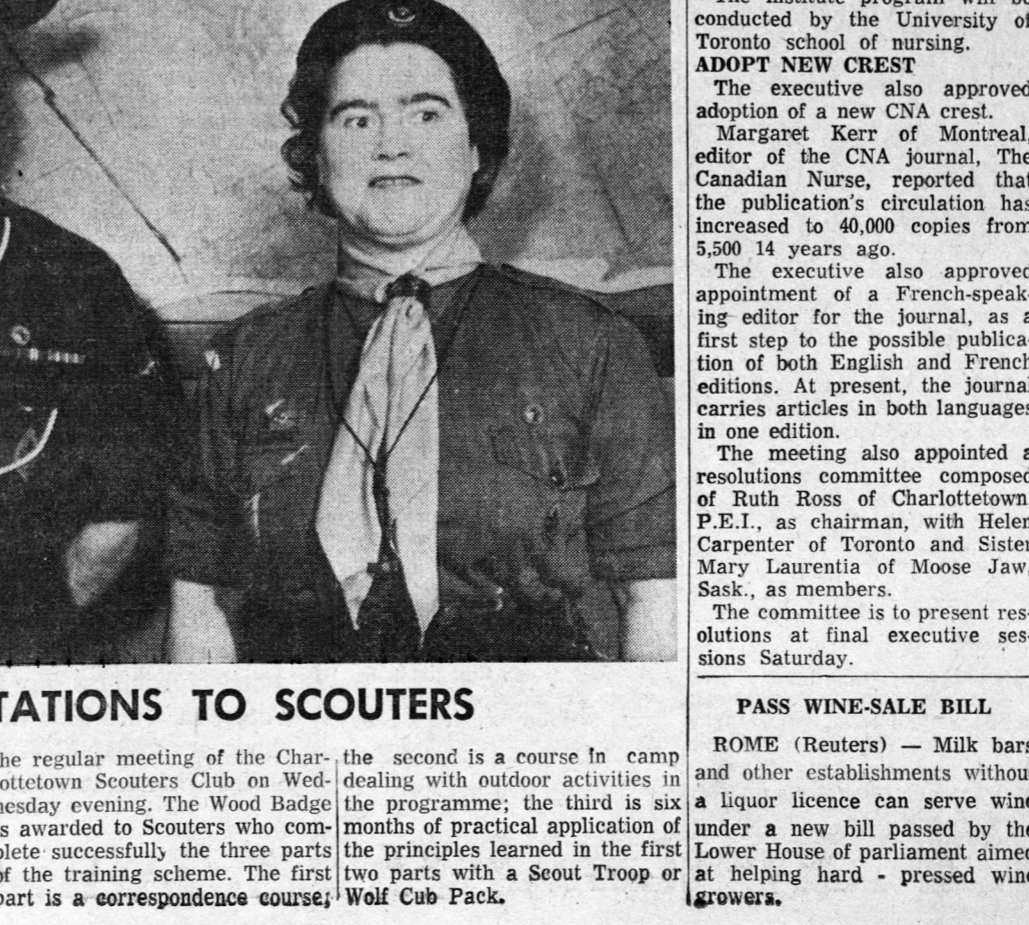 TATIONS TO SCOUTERS
he regular meeting of the Char-
ottetown Scouters Club on Wed-
nesday evening. The Wood Badge
s awarded to Scouters who com-
plete successfully the three parts
of the training scheme. The first
part is a correspondence course;
the second is a course in camp
dealing with outdoor activities in
the programme; the third is six
months of practical application of
the principles learned in the first
two parts with a Scout Troop or
Wolf Cub Pack.
The institute program will be
conducted by the University of
Toronto school of nursing.
ADOPT NEW CREST
The executive also approved
adoption of a new CNA crest.
Margaret Kerr of Montreal,
editor of the CNA journal, The
Canadian Nurse, reported that
the publication's circulation has
increased to 40,000 copies from
5,500 14 years ago.
The executive also approved
appointment of a French-speak-
ing editor for the journal, as a
first step to the possible publica-
tion of both English and French
editions. At present, the journal
carries articles in both languages
in one edition.
The meeting also appointed a
resolutions committee composed
of Ruth Ross of Charlottetown
P.E.I., as chairman, with Helen
Carpenter of Toronto and Sister
Mary Laurentia of Moose Jaw,
Sask., as members.
The committee is to present res-
olutions at final executive ses-
sions Saturday.
PASS WINE-SALE BILL
ROME (Reuters) — Milk bars
and other establishments without
a liquor licence can serve wine
under a new bill passed by the
Lower House of parliament aimed
at helping hard - pressed wine
growers.